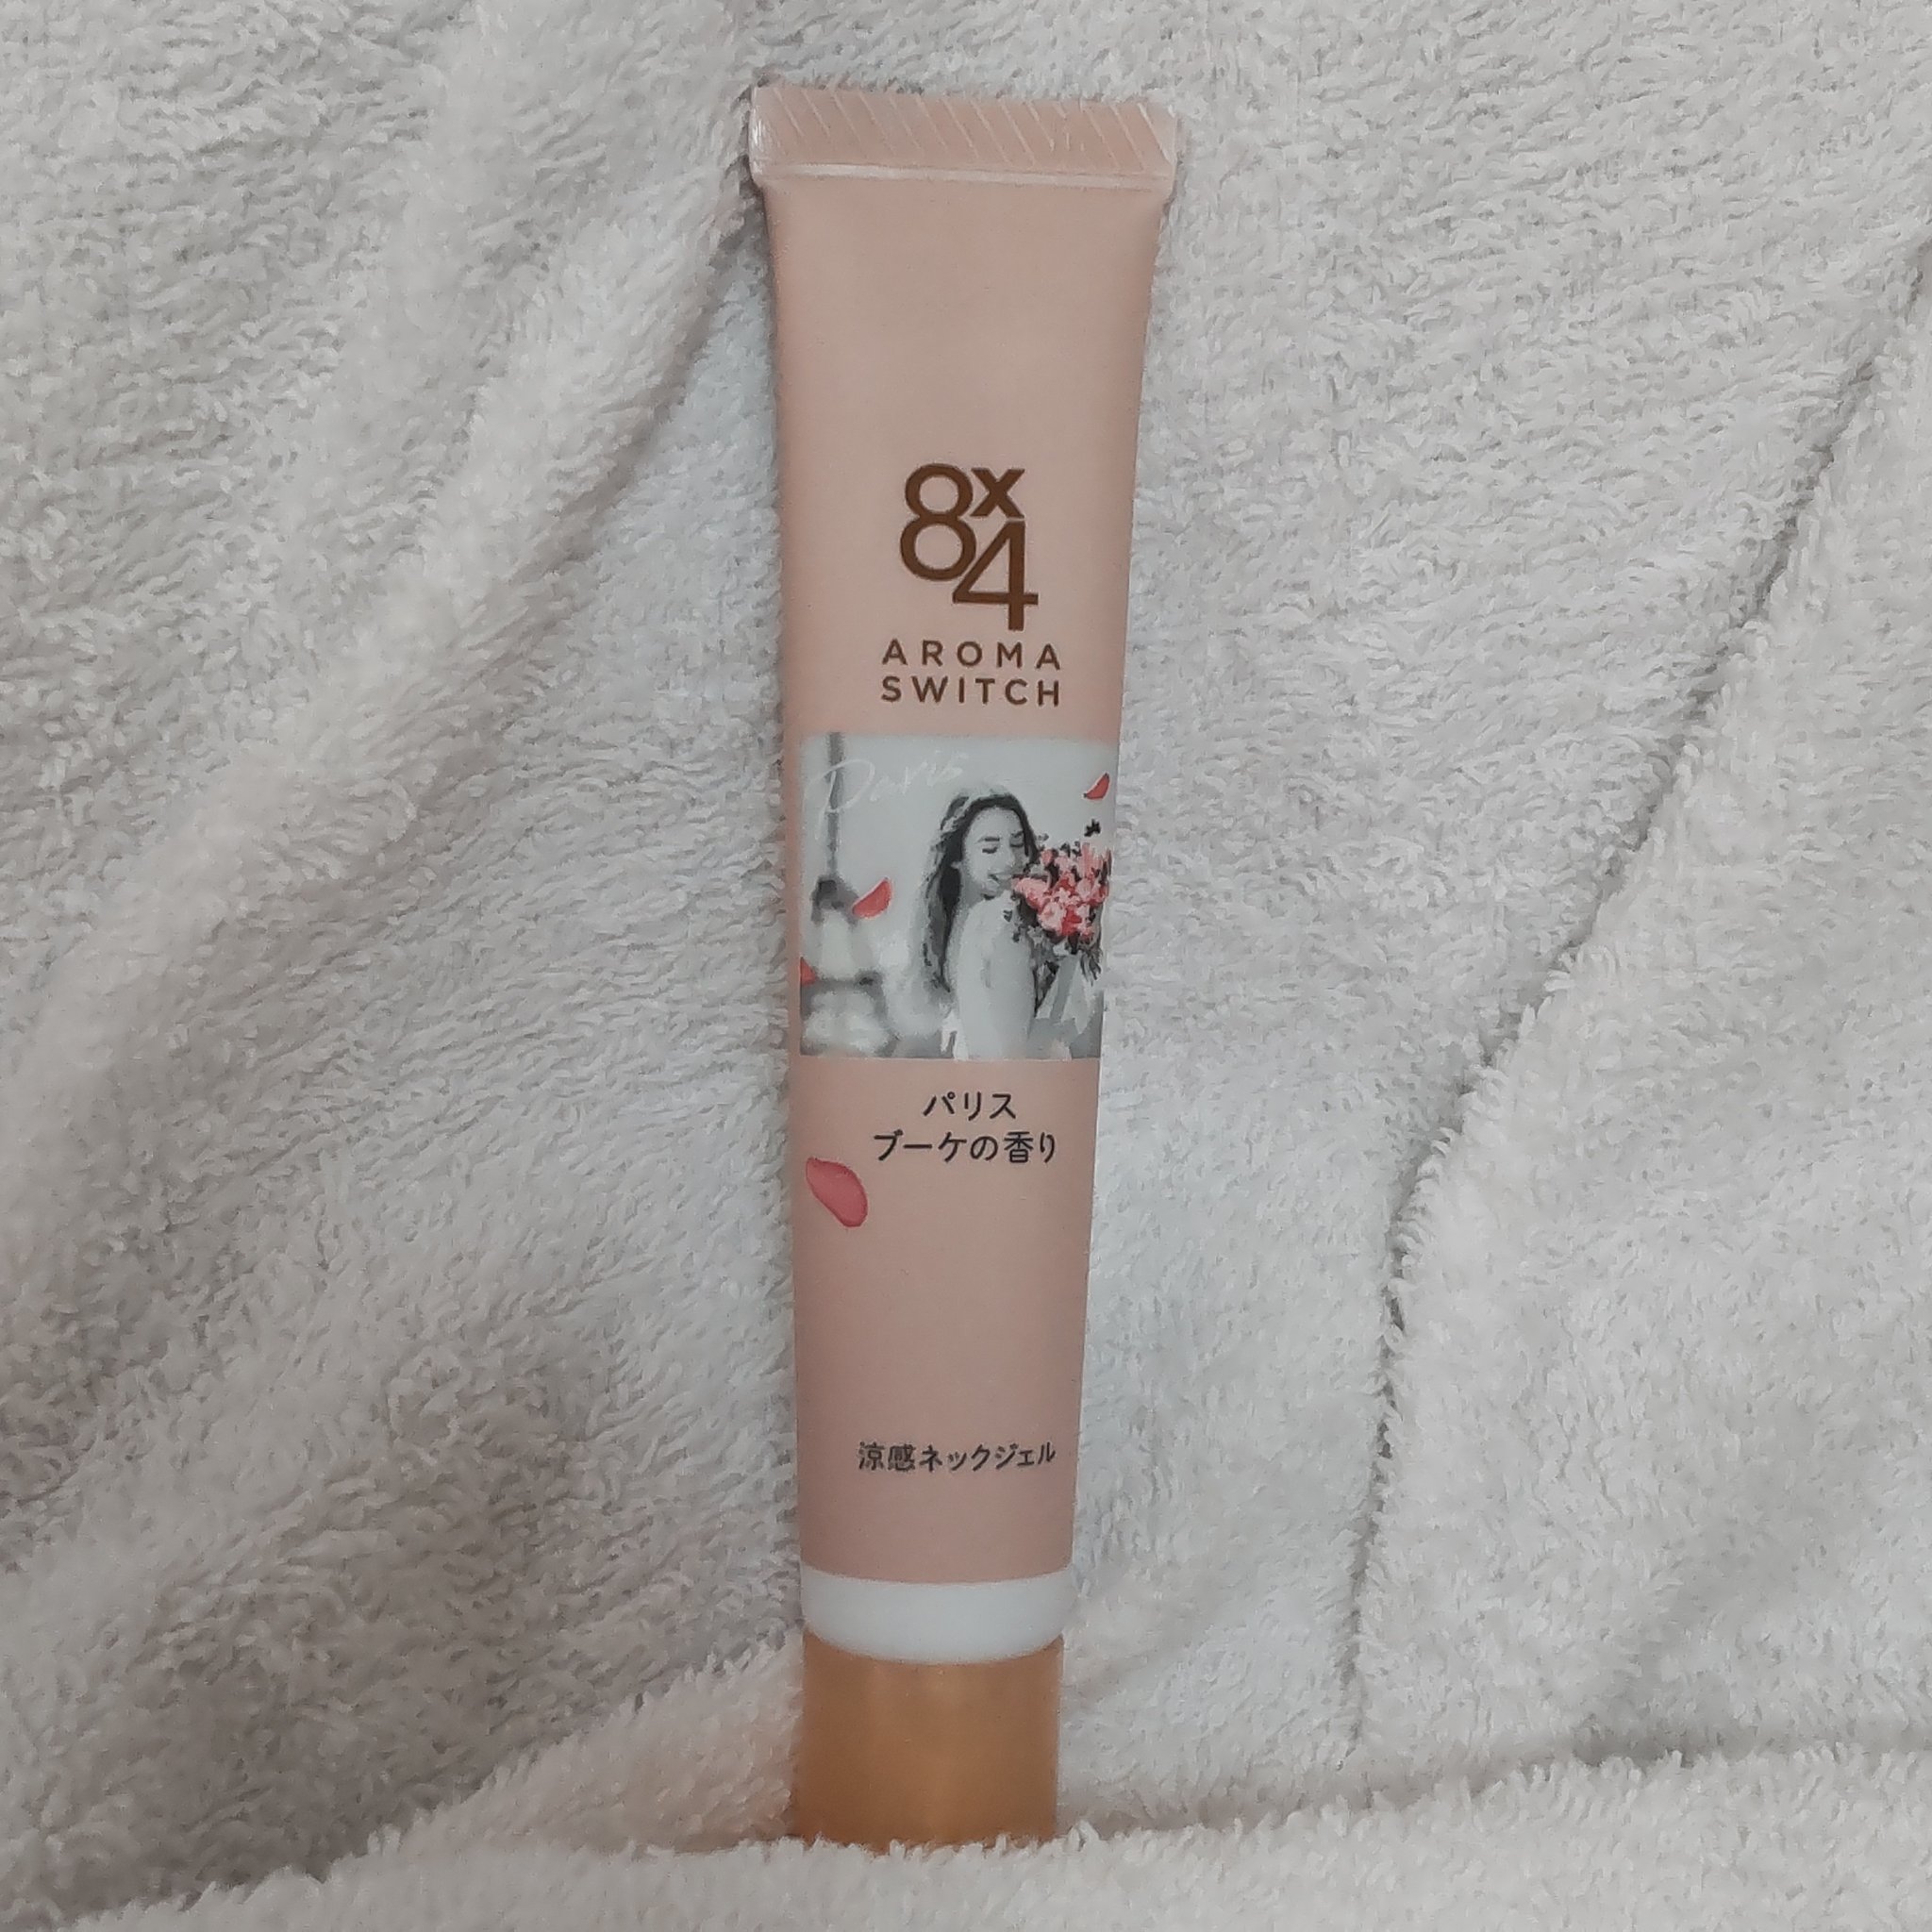 8x4
AROMA
SWITCH
Paris
パリス
ブーケの香り
涼感ネックジェル